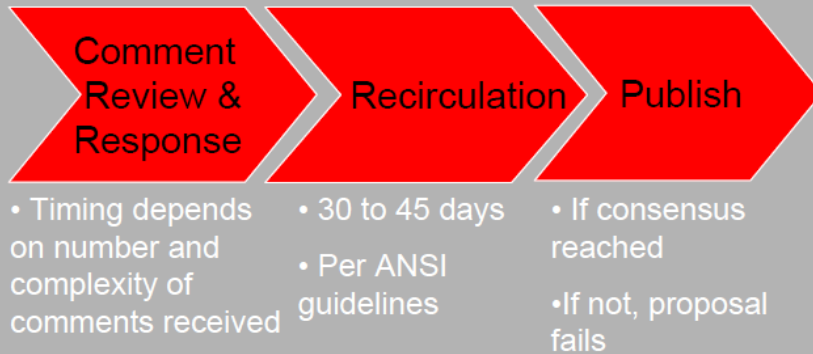 Comment
Review &
Response
Recirculation
Publish
• Timing depends
on number and
complexity of
comments received
• 30 to 45 days
• Per ANSI
guidelines
• If consensus
reached
•If not, proposal
fails